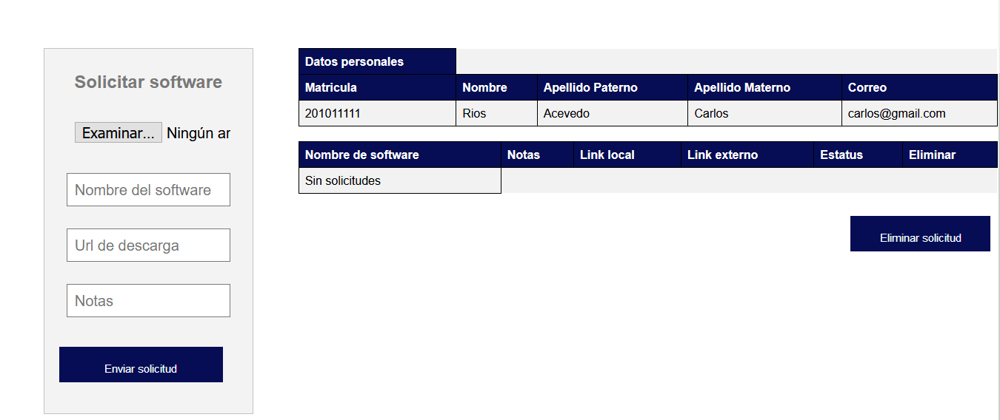 Solicitar software
Examinar... Ningún ar
Nombre del software
Url de descarga
Notas
Enviar solicitud
Datos personales
Matricula Nombre Apellido Paterno Apellido Materno Correo
201011111 Rios Acevedo Carlos carlos@gmail.com
Nombre de software Notas Link local Link externo Estatus Eliminar
Sin solicitudes
Eliminar solicitud